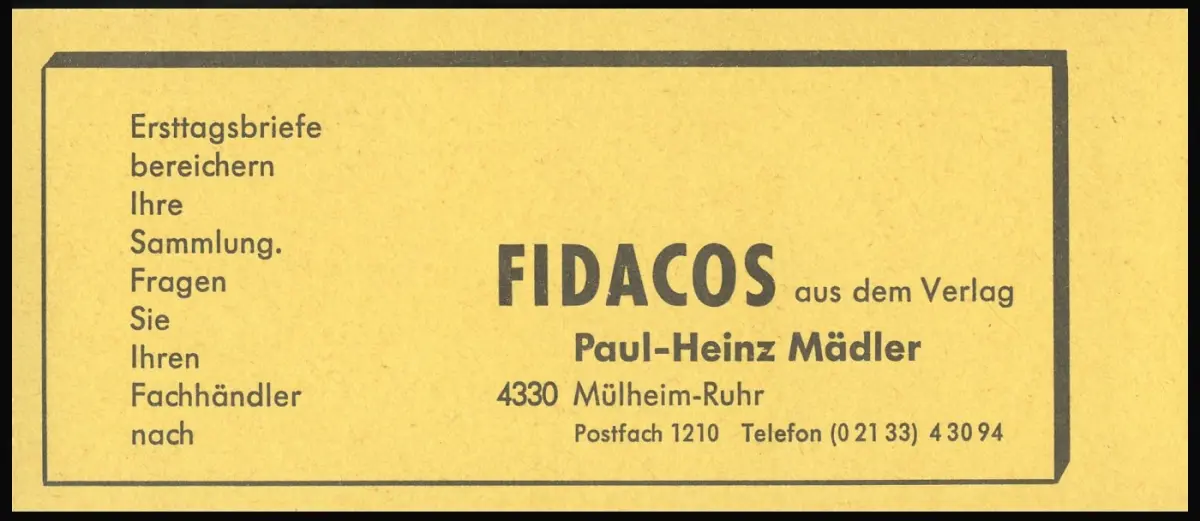 Ersttagsbriefe
bereichern
Ihre
Sammlung.
Fragen
Sie
Ihren
Fachhändler
nach
FIDACOS aus dem Verlag
Paul-Heinz Mädler
4330 Mülheim-Ruhr
Postfach 1210 Telefon (0 21 33) 4 30 94